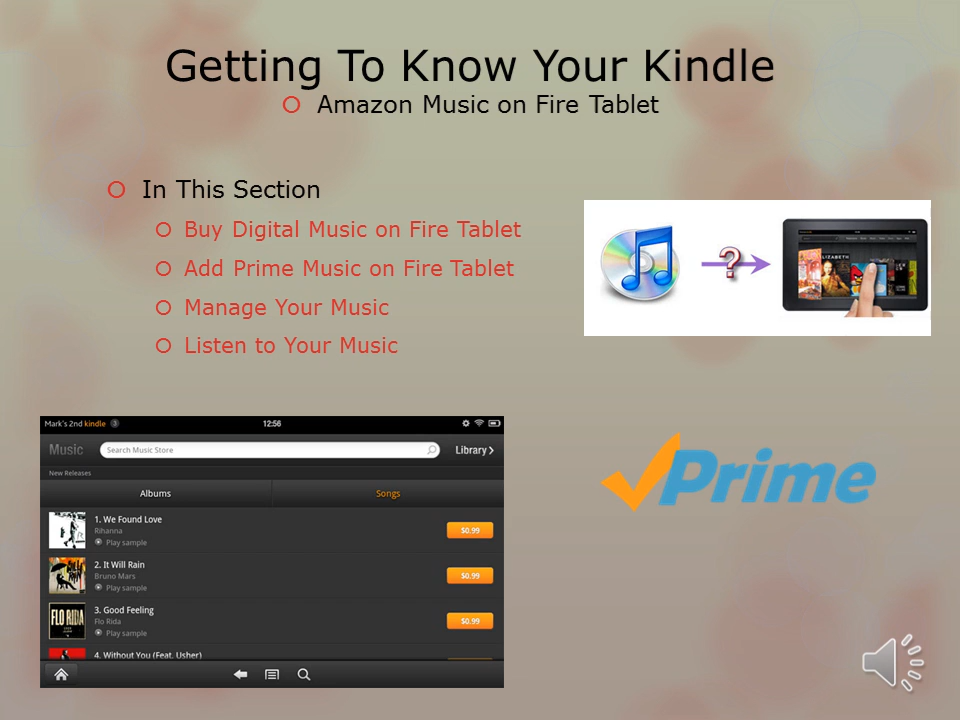 Getting To Know Your Kindle
Amazon Music on Fire Tablet
In This Section
Buy Digital Music on Fire Tablet
Add Prime Music on Fire Tablet
Manage Your Music
Listen to Your Music
?
ELIZABETH
Mark's 2nd kindle 3
12:56
Music
Search Music Store
Library
New Releases
Albums
Songs
1. We Found Love
Rihanna
Play sample
$0.99
2. It Will Rain
Bruno Mars
Play sample
$0.99
FLO RIDA
3. Good Feeling
Flo Rida
Play sample
$0.99
4. Without You (Feat. Usher)
Prime